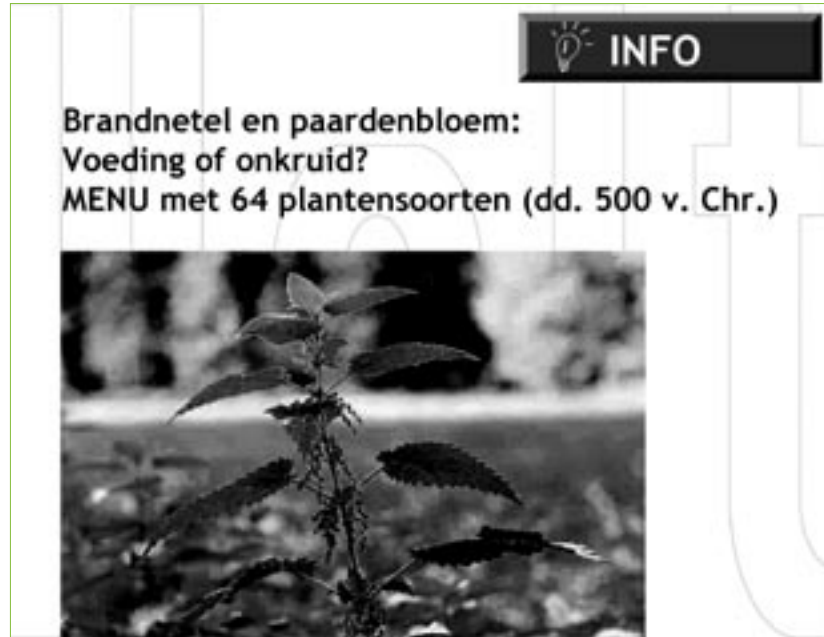 INFO
Brandnetel en paardenbloem:
Voeding of onkruid?
MENU met 64 plantensoorten (dd. 500 v. Chr.)